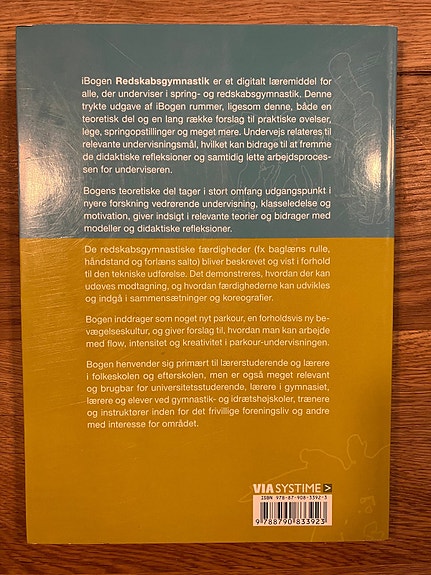 iBogen Redskabsgymnastik er et digitalt læremiddel for
alle, der underviser i spring- og redskabsgymnastik. Denne
trykte udgave af iBogen rummer, ligesom denne, både en
teoretisk del og en lang række forslag til praktiske øvelser,
lege, springopstillinger og meget mere. Undervejs relateres til
relevante undervisningsmål, hvilket kan bidrage til at fremme
de didaktiske refleksioner og samtidig lette arbejdsproces-
sen for underviseren.
Bogens teoretiske del tager i stort omfang udgangspunkt i
nyere forskning vedrørende undervisning, klasseledelse og
motivation, giver indsigt i relevante teorier og bidrager med
modeller og didaktiske refleksioner.
De redskabsgymnastiske færdigheder (fx baglæns rulle,
håndstand og forlæns salto) bliver beskrevet og vist i forhold
til den tekniske udførelse. Det demonstreres, hvordan der kan
udøves modtagning, og hvordan færdighederne kan udvikles
og indgå i sammensætninger og koreografier.
Bogen inddrager som noget nyt parkour, en forholdsvis ny be-
vægelseskultur, og giver forslag til, hvordan man kan arbejde
med flow, intensitet og kreativitet i parkour-undervisningen.
Bogen henvender sig primært til lærerstuderende og lærere
i folkeskolen og efterskolen, men er også meget relevant
og brugbar for universitetsstuderende, lærere i gymnasiet,
lærere og elever ved gymnastik- og idrætshøjskoler, trænere
og instruktører inden for det frivillige foreningsliv og andre
med interesse for området.
VIA SYSTIME >
ISBN 978-87-908-3392-3
9 788790 833923